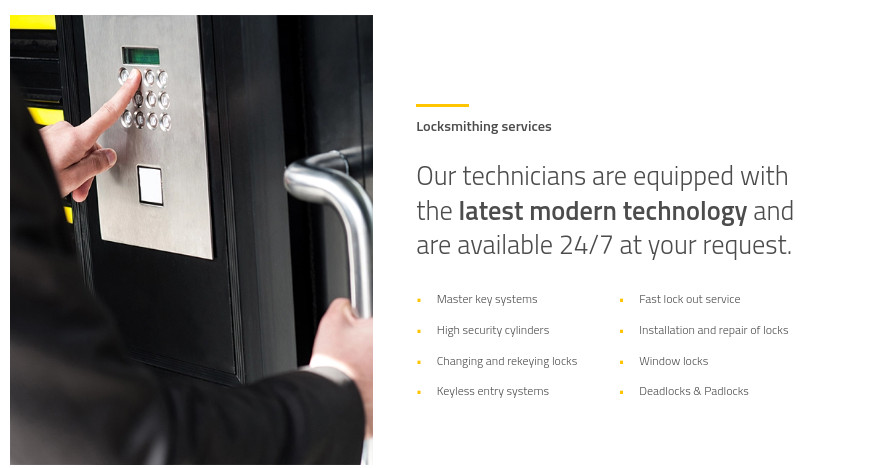 Locksmithing services
Our technicians are equipped with
the latest modern technology and
are available 24/7 at your request.
Master key systems
High security cylinders
Changing and rekeying locks
Keyless entry systems
Fast lock out service
Installation and repair of locks
Window locks
Deadlocks & Padlocks